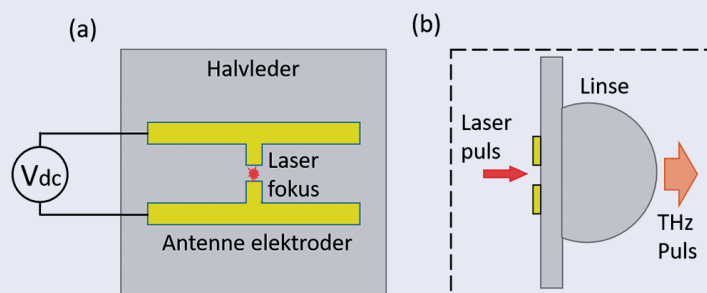 (a)
Halvleder
Vdc
Laser
fokus
Antenne elektroder
(b)
Linse
Laser
puls
THz
Puls